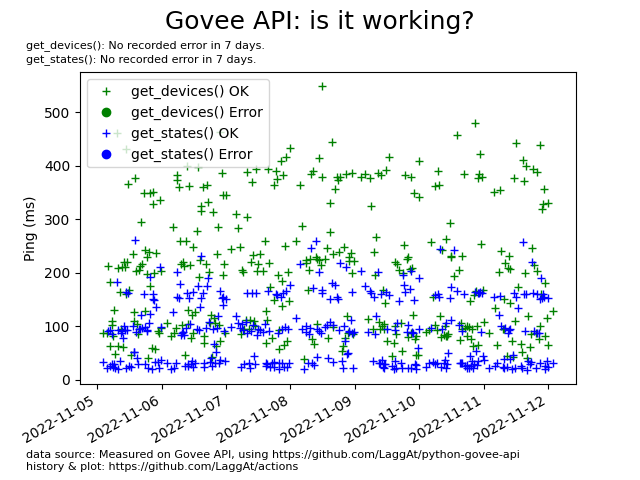 Govee API: is it working?
get_devices(): No recorded error in 7 days.
get_states(): No recorded error in 7 days.
get_devices() OK
get_devices() Error
get_states() OK
get_states() Error
Ping (ms)
500
400
300
200
100
0
2022-11-05
2022-11-06
2022-11-07
2022-11-08
2022-11-09
2022-11-10
2022-11-11
2022-11-12
data source: Measured on Govee API, using https://github.com/LaggAt/python-govee-api
history & plot: https://github.com/LaggAt/actions